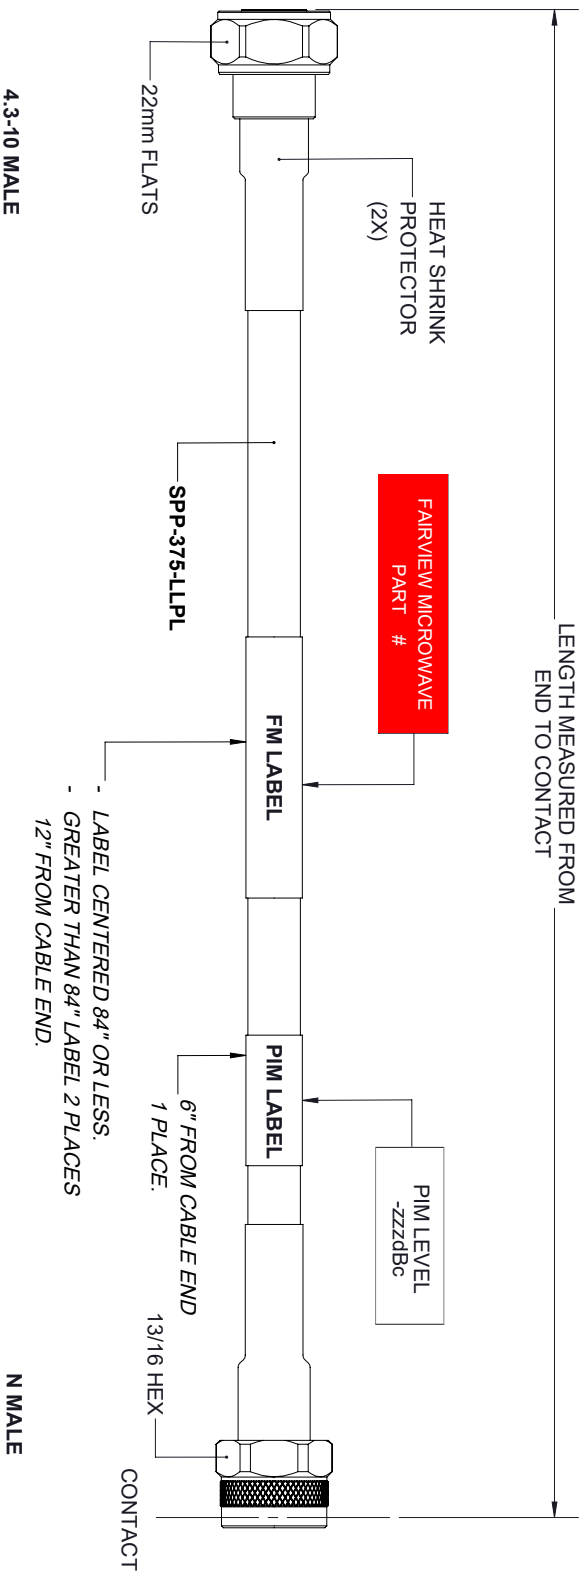 LENGTH MEASURED FROM
END TO CONTACT
HEAT SHRINK
PROTECTOR
(2X)
FAIRVIEW MICROWAVE
PART #
PIM LEVEL
-zzzdBc
FM LABEL
PIM LABEL
22mm FLATS
SPP-375-LLPL
6" FROM CABLE END
1 PLACE.
13/16 HEX
CONTACT
- LABEL CENTERED 84" OR LESS.
- GREATER THAN 84" LABEL 2 PLACES
12" FROM CABLE END.
4.3-10 MALE
N MALE